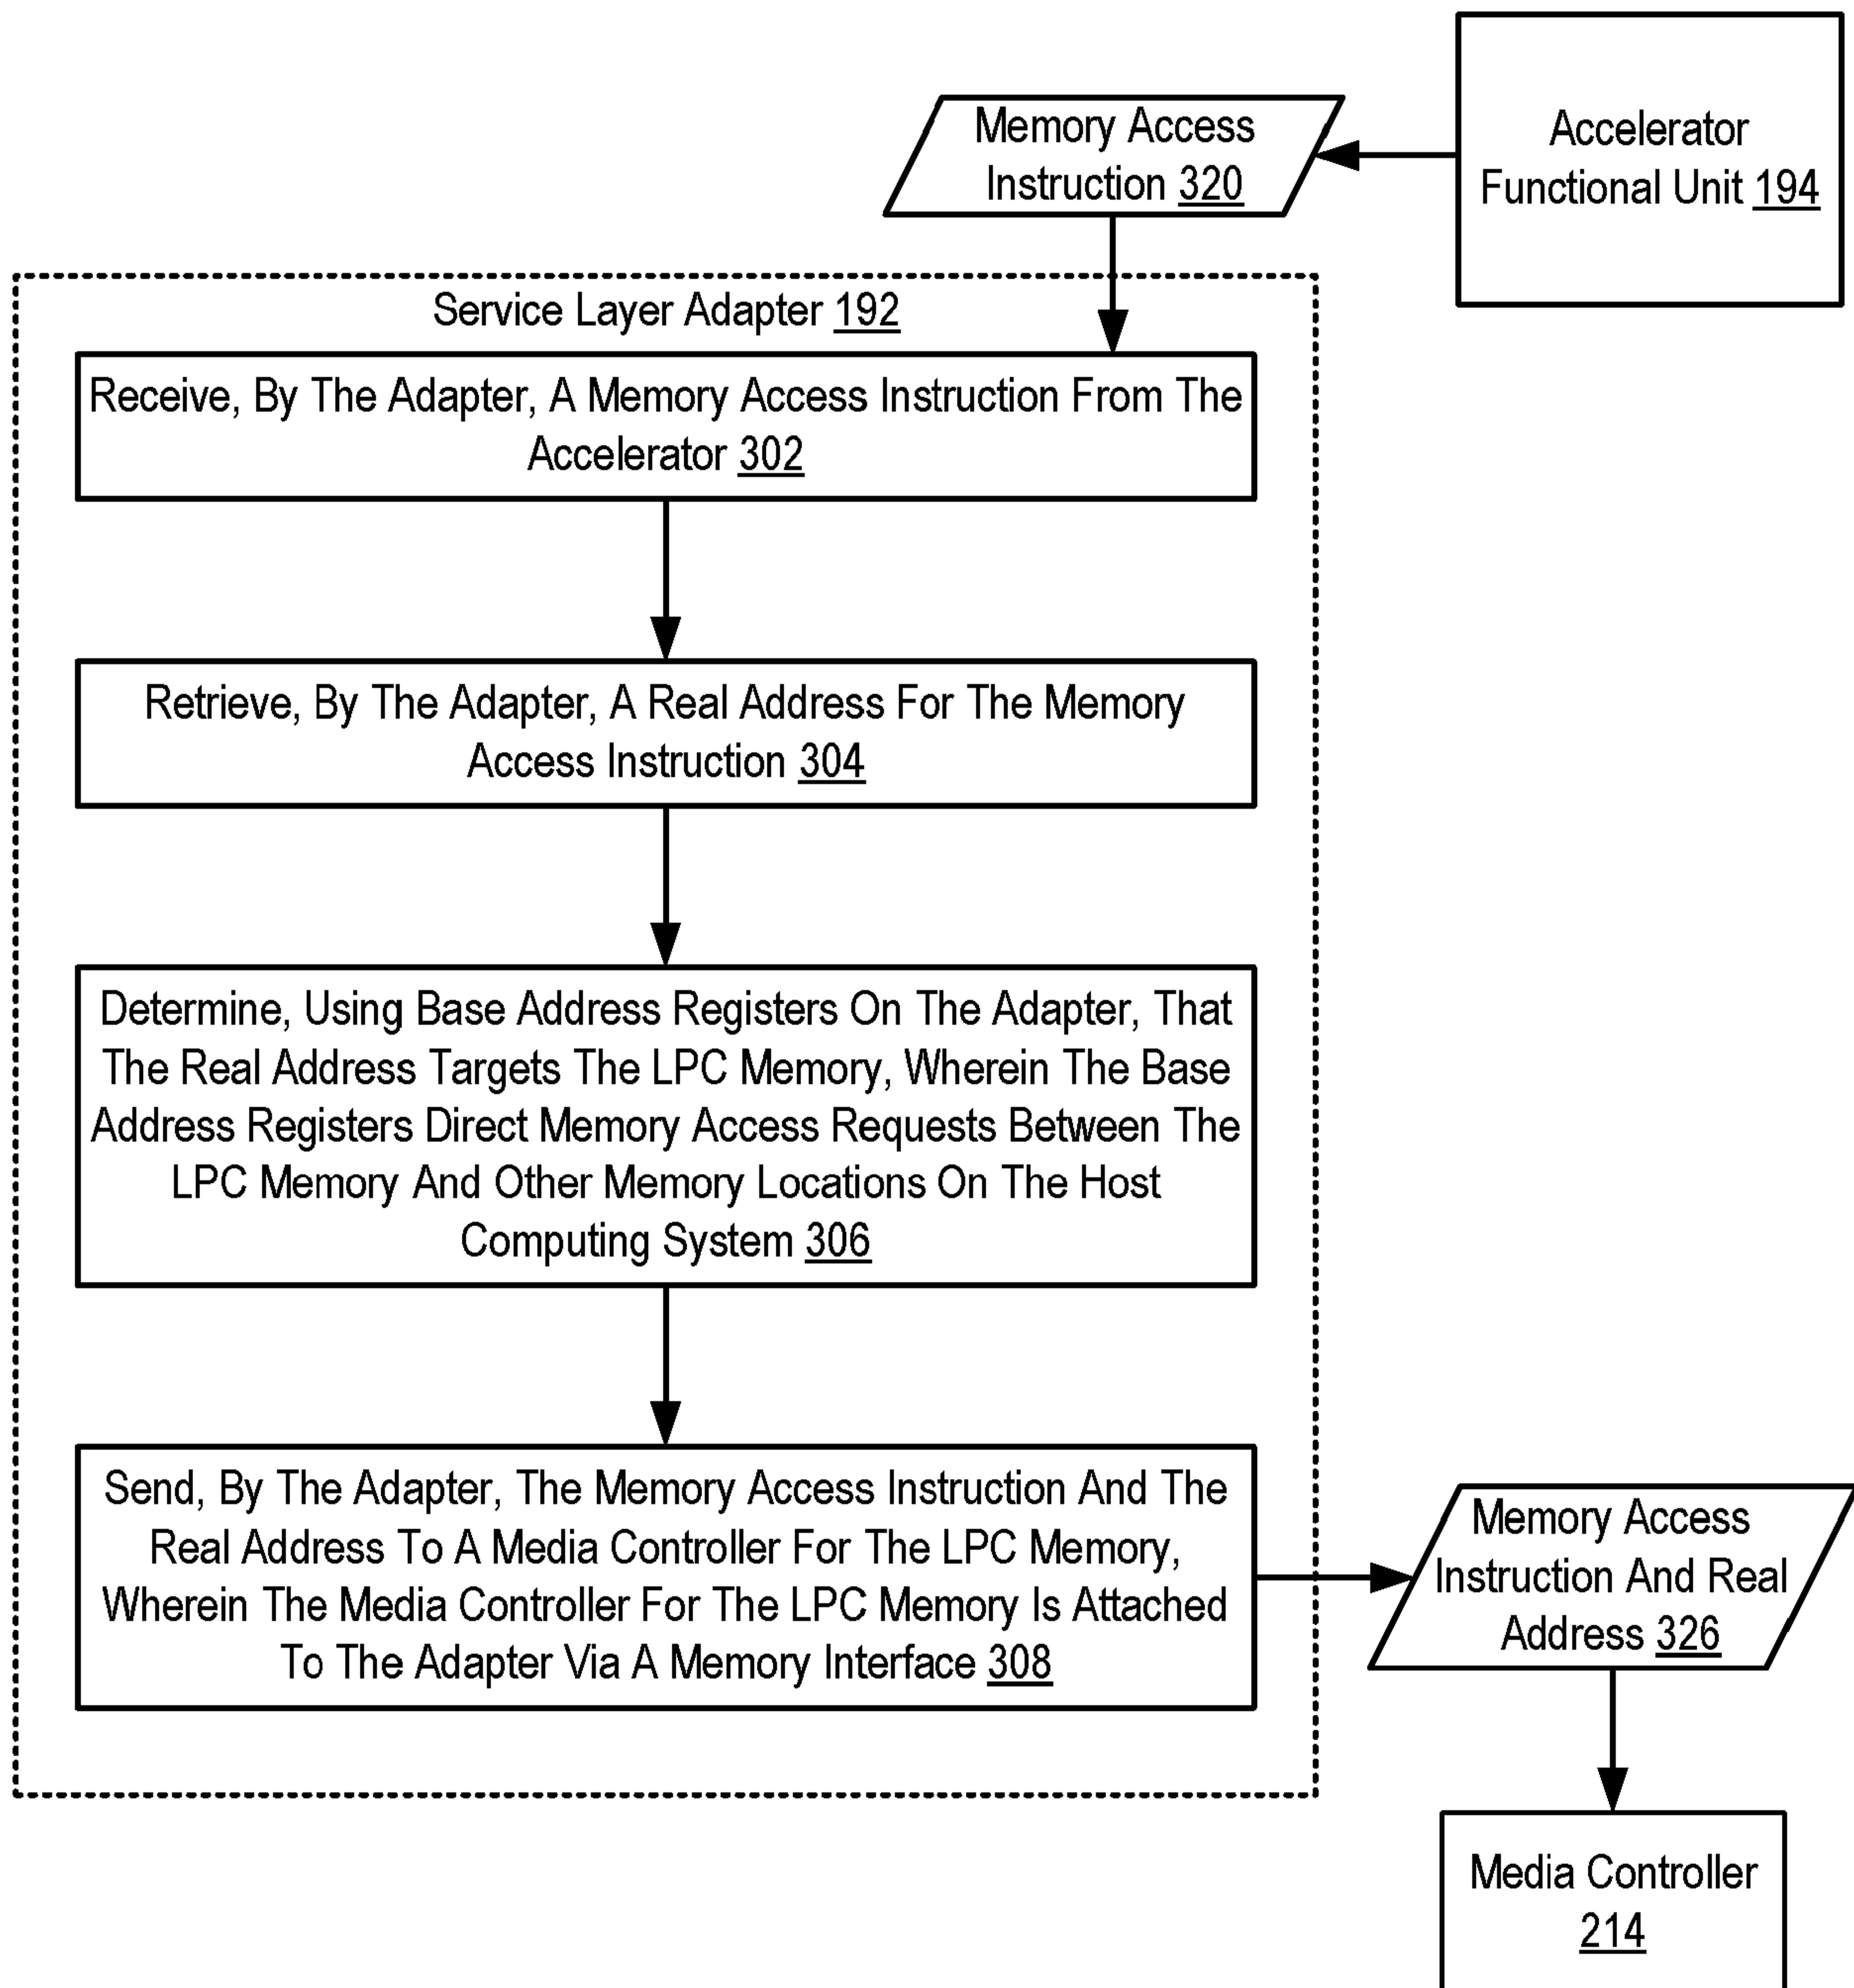 Memory Access
Instruction 320
Accelerator
Functional Unit 194
Service Layer Adapter 192
Receive, By The Adapter, A Memory Access Instruction From The
Accelerator 302
Retrieve, By The Adapter, A Real Address For The Memory
Access Instruction 304
Determine, Using Base Address Registers On The Adapter, That
The Real Address Targets The LPC Memory, Wherein The Base
Address Registers Direct Memory Access Requests Between The
LPC Memory And Other Memory Locations On The Host
Computing System 306
Send, By The Adapter, The Memory Access Instruction And The
Real Address To A Media Controller For The LPC Memory,
Wherein The Media Controller For The LPC Memory Is Attached
To The Adapter Via A Memory Interface 308
Memory Access
Instruction And Real
Address 326
Media Controller
214